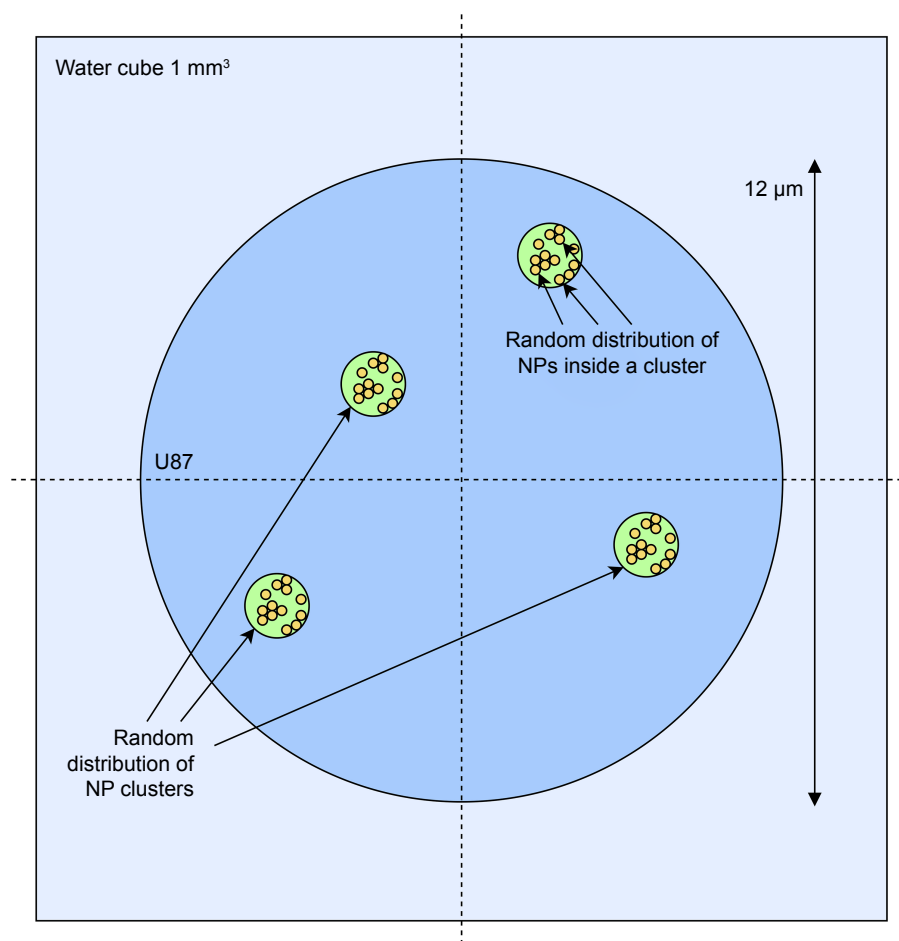 Water cube 1 mm³
12 µm
Random distribution of
NPs inside a cluster
U87
Random
distribution of
NP clusters